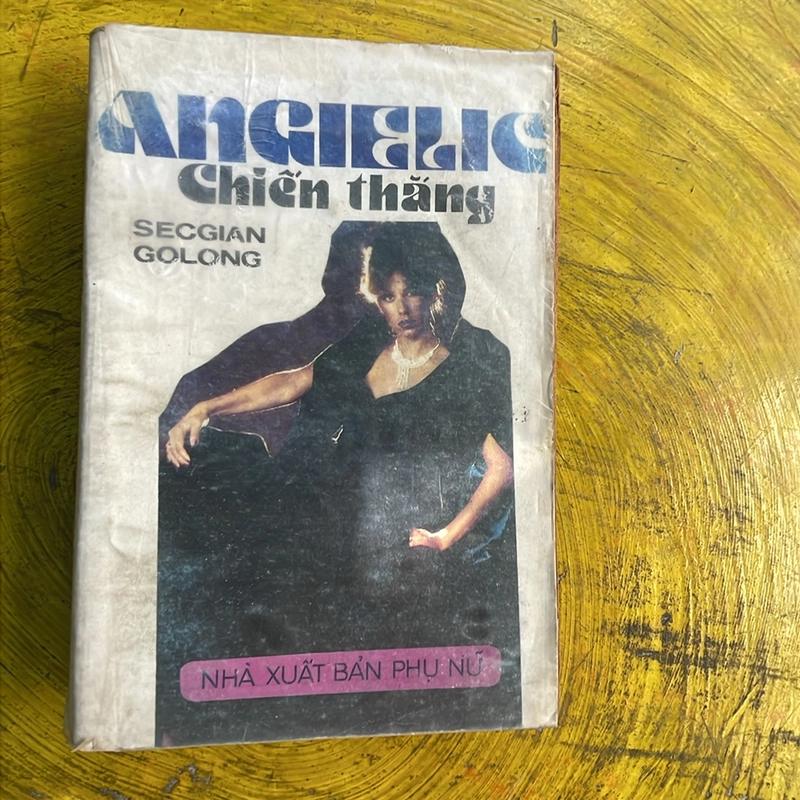 ANGIELIC
Chiến thắng
SECGIAN
GOLONG
NHÀ XUẤT BẢN PHỤ NỮ